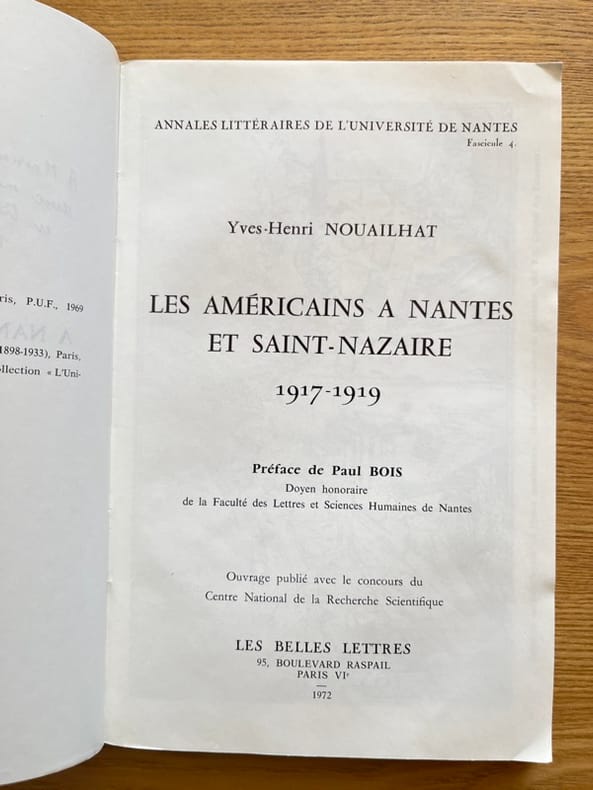 ris, P.U.F., 1969
1898-1933), Paris,
ollection « L'Uni-
ANNALES LITTÉRAIRES DE L'UNIVERSITÉ DE NANTES
Fascicule 4.
Yves-Henri NOUAILHAT
LES AMÉRICAINS A NANTES
ET SAINT-NAZAIRE
1917-1919
Préface de Paul BOIS
Doyen honoraire
de la Faculté des Lettres et Sciences Humaines de Nantes
Ouvrage publié avec le concours du
Centre National de la Recherche Scientifique
LES BELLES LETTRES
95, BOULEVARD RASPAIL
PARIS VIᵉ
—
1972